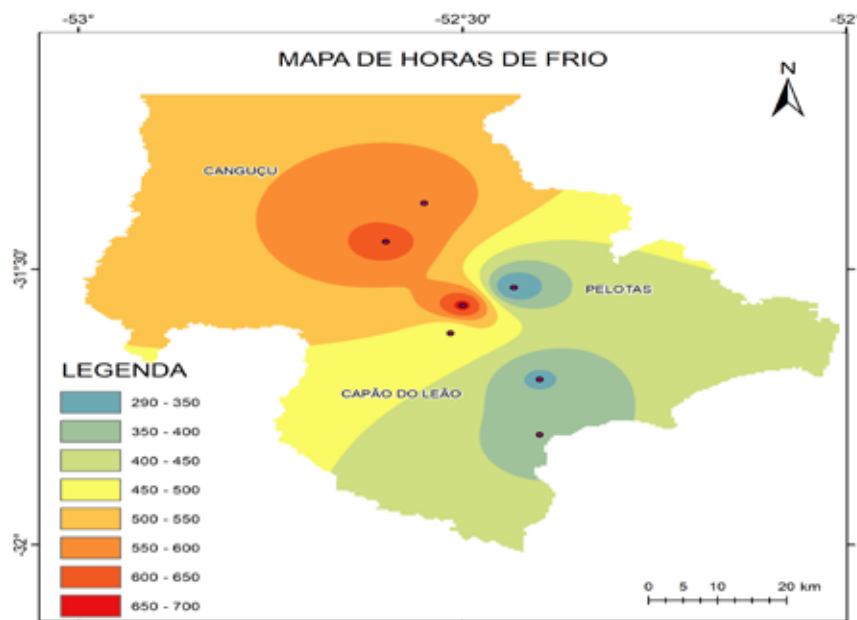 -53°
-52°30'
-52°
MAPA DE HORAS DE FRIO
N
CANGUÇU
-31°30'
PELOTAS
LEGENDA
CAPÃO DO LEÃO
290 - 350
350 - 400
400 - 450
450 - 500
500 - 550
-32°
550 - 600
600 - 650
0 5 10 20 km
650 - 700